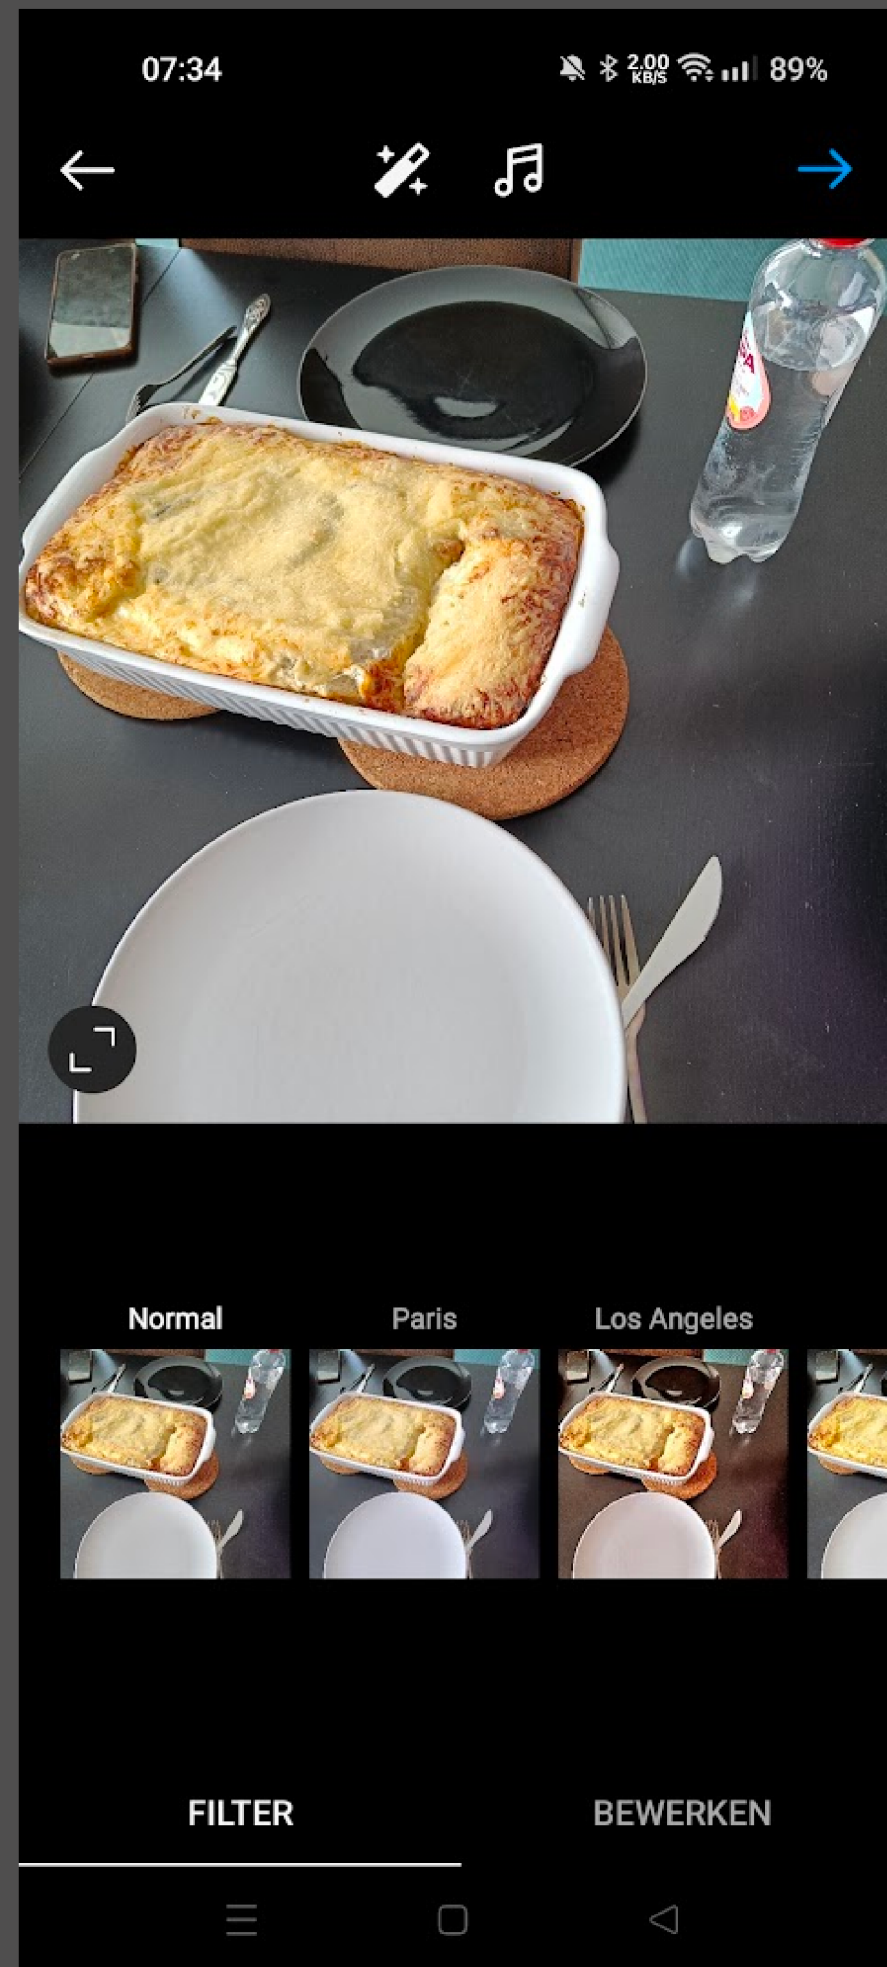 07:34
2.00
KB/S
89%
Normal
Paris
Los Angeles
FILTER
BEWERKEN